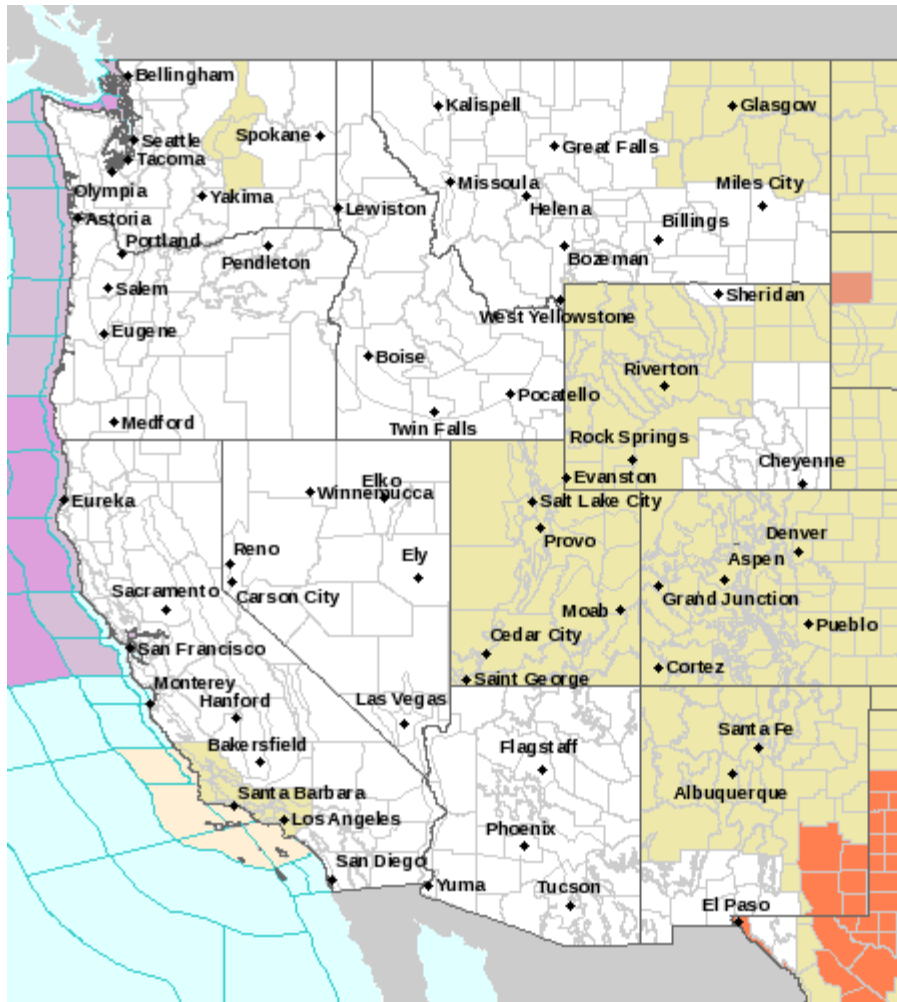 Bellingham
Kalispell
Glasgow
Seattle
Spokane
Great Falls
Tacoma
Olympia
Missoula
Miles City
Yakima
Helena
Lewiston
Astoria
Billings
Portland
Pendleton
Bozeman
Salem
Sheridan
West Yellowstone
Eugene
Boise
Riverton
Pocatello
Medford
Twin Falls
Rock Springs
Cheyenne
Elko
Evanston
Eureka
Winnemucca
Salt Lake City
Provo
Denver
Reno
Ely
Aspen
Sacramento
Carson City
Moab
Grand Junction
Pueblo
Cedar City
San Francisco
Cortez
Saint George
Monterey
Hanford
Las Vegas
Santa Fe
Bakersfield
Flagstaff
Albuquerque
Santa Barbara
Los Angeles
Phoenix
San Diego
Yuma
Tucson
El Paso